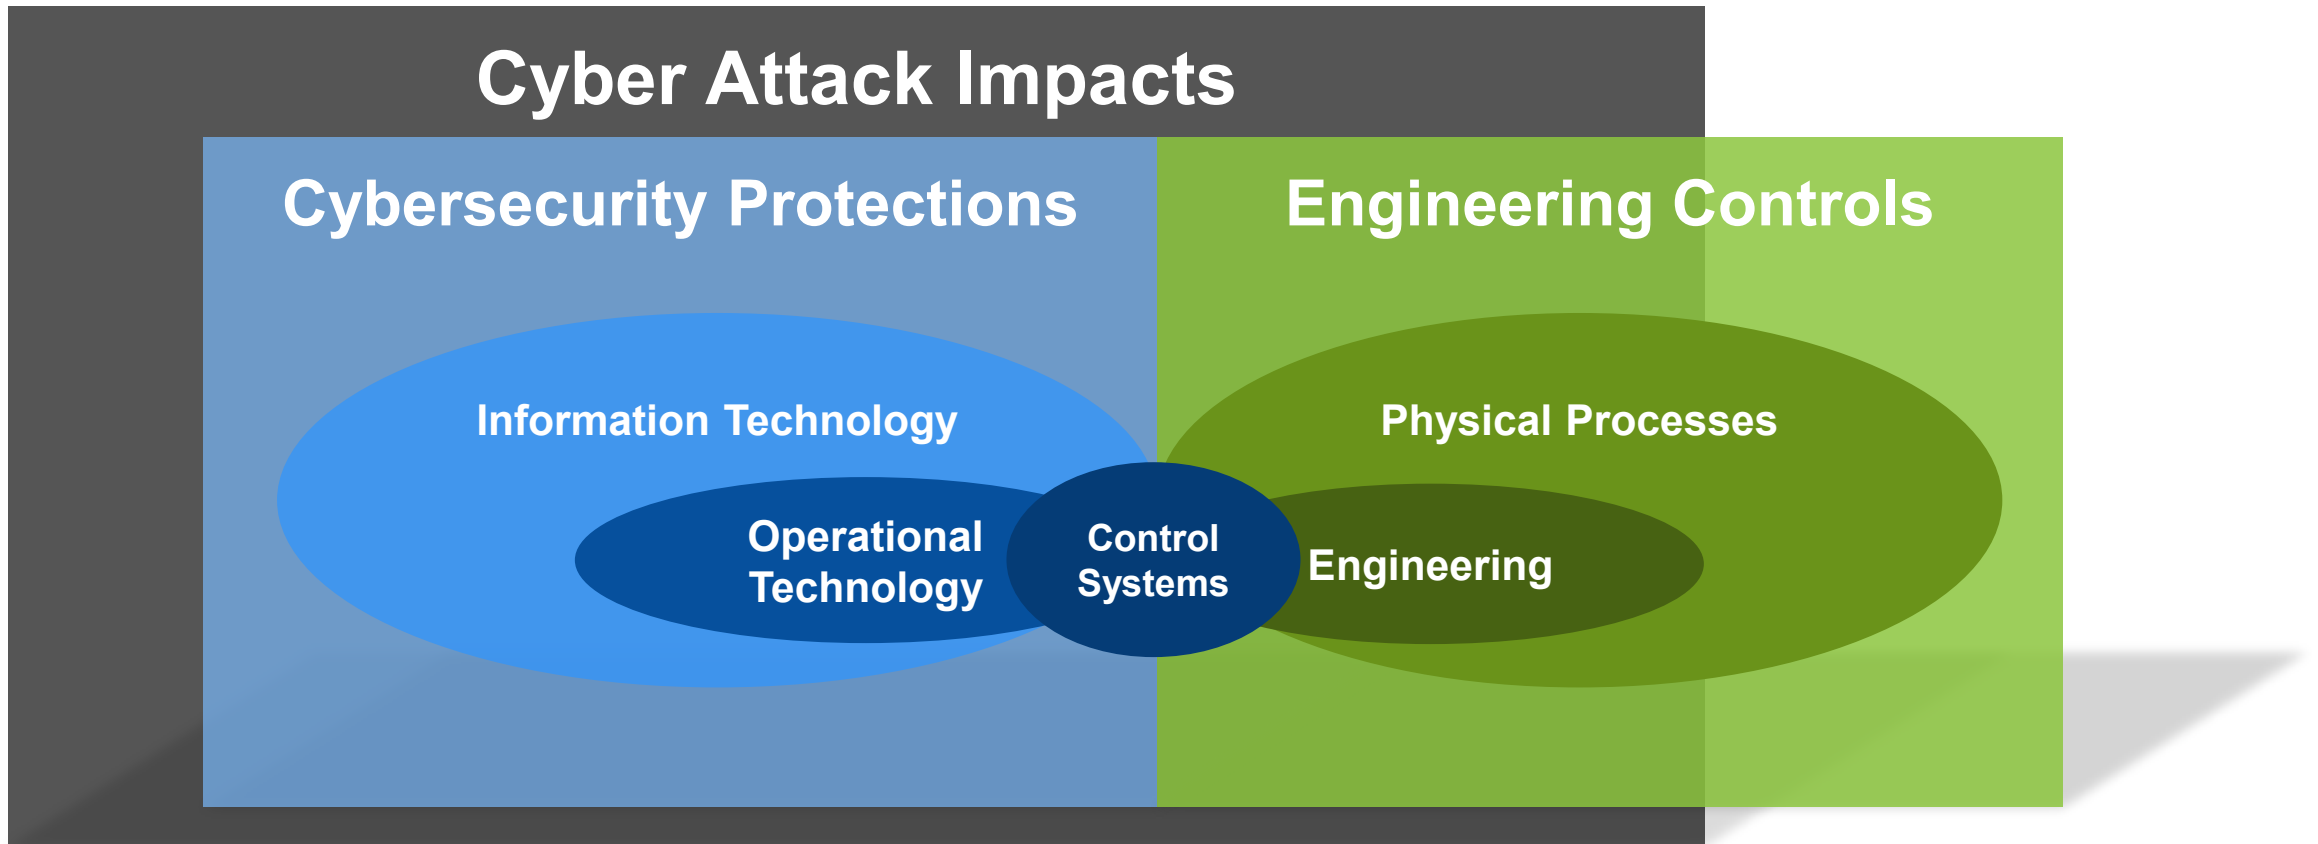 Cyber Attack Impacts
Cybersecurity Protections
Engineering Controls
Information Technology
Physical Processes
Operational
Technology
Control
Systems
Engineering